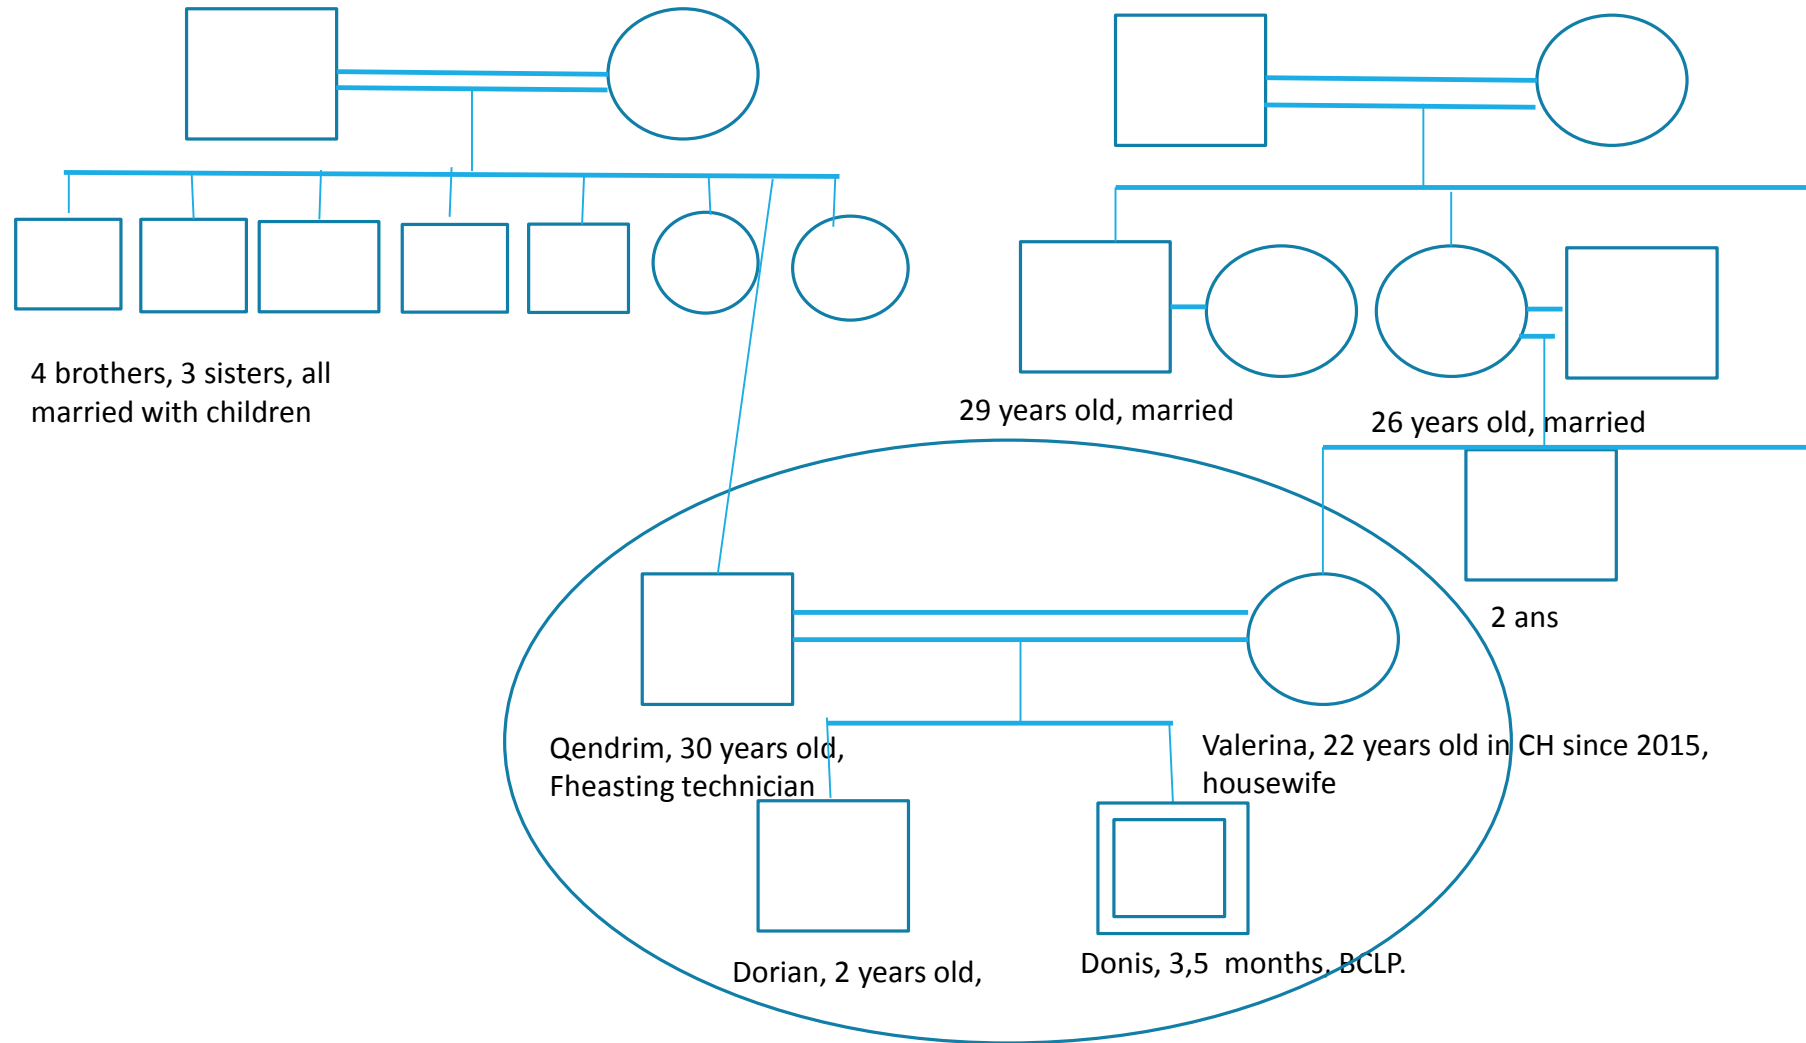 4 brothers, 3 sisters, all
married with children
29 years old, married
26 years old, married
2 ans
Qendrim, 30 years old,
Fheasting technician
Valerina, 22 years old in CH since 2015,
housewife
Dorian, 2 years old,
Donis, 3,5 months, BCLP.